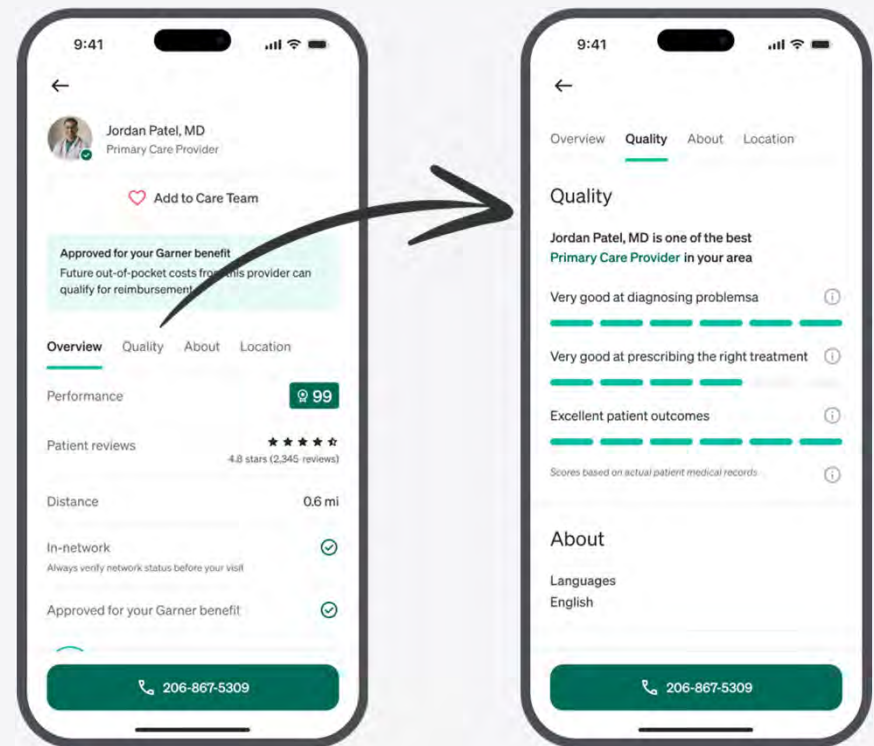 9:41
Jordan Patel, MD
Primary Care Provider
Add to Care Team
Approved for your Garner benefit
Future out-of-pocket costs from this provider can
qualify for reimbursement
Overview Quality About Location
Performance
99
Patient reviews
4.8 stars (2,345 reviews)
Distance
0.6 mi
In-network
Always verify network status before your visit
Approved for your Garner benefit
206-867-5309
9:41
Overview Quality About Location
Quality
Jordan Patel, MD is one of the best
Primary Care Provider in your area
Very good at diagnosing problemsa
Very good at prescribing the right treatment
Excellent patient outcomes
Scores based on actual patient medical records
About
Languages
English
206-867-5309